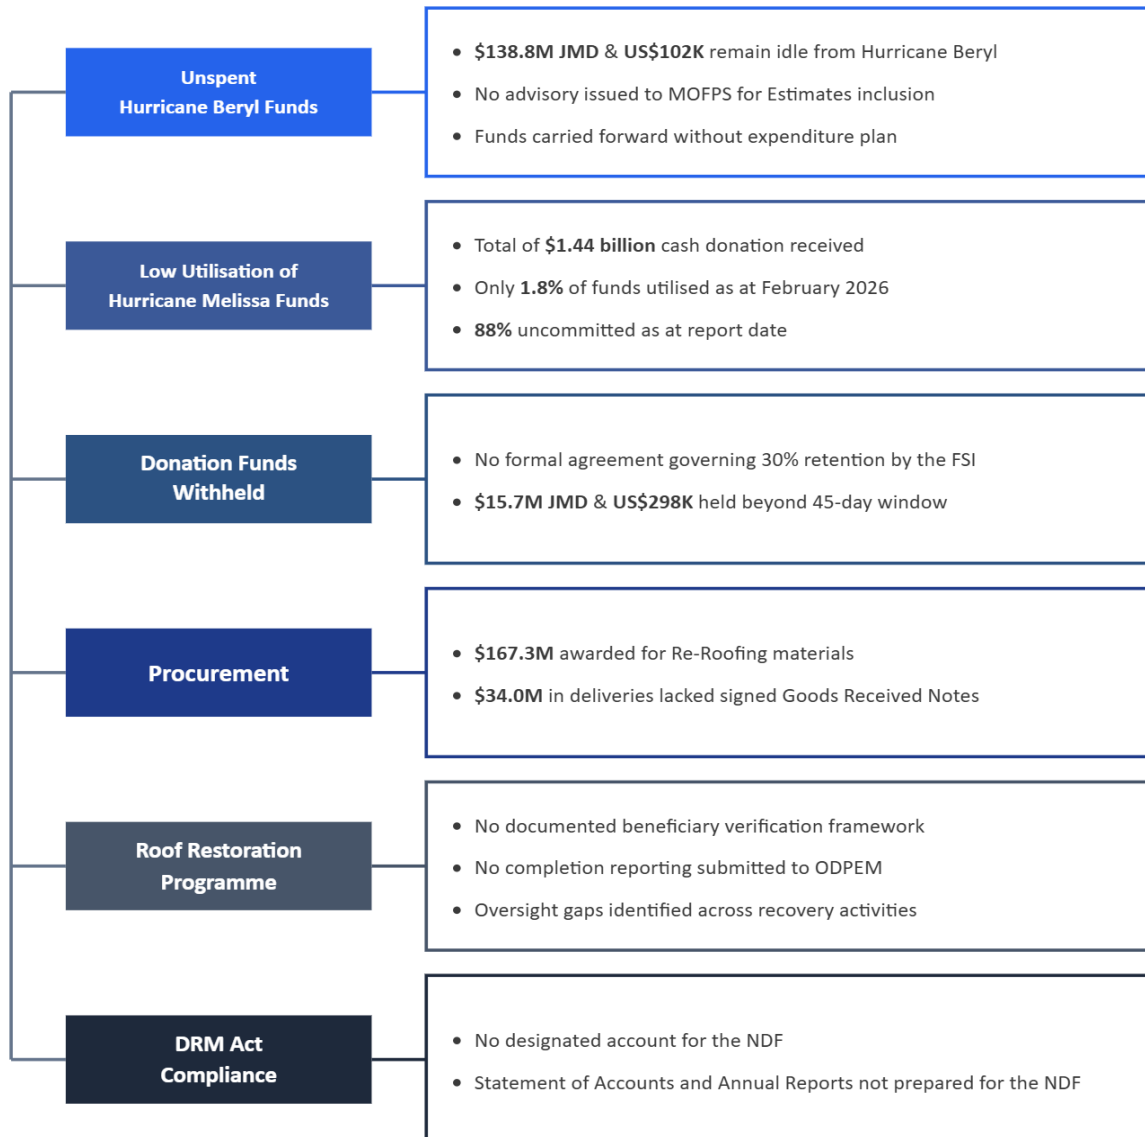 Unspent
Hurricane Beryl Funds
• $138.8M JMD & US$102K remain idle from Hurricane Beryl
• No advisory issued to MOFPS for Estimates inclusion
• Funds carried forward without expenditure plan
Low Utilisation of
Hurricane Melissa Funds
• Total of $1.44 billion cash donation received
• Only 1.8% of funds utilised as at February 2026
• 88% uncommitted as at report date
Donation Funds
Withheld
• No formal agreement governing 30% retention by the FSI
• $15.7M JMD & US$298K held beyond 45-day window
Procurement
• $167.3M awarded for Re-Roofing materials
• $34.0M in deliveries lacked signed Goods Received Notes
Roof Restoration
Programme
• No documented beneficiary verification framework
• No completion reporting submitted to ODPEM
• Oversight gaps identified across recovery activities
DRM Act
Compliance
• No designated account for the NDF
• Statement of Accounts and Annual Reports not prepared for the NDF